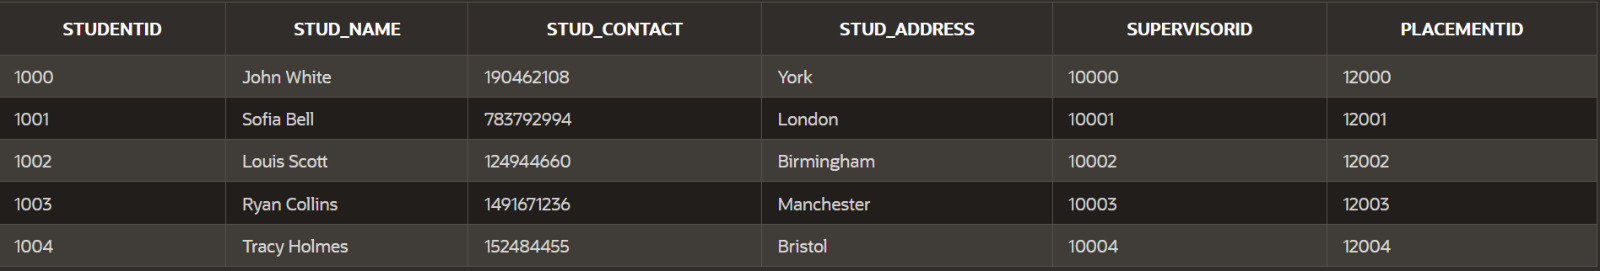 STUDENTID STUD_NAME STUD_CONTACT STUD_ADDRESS SUPERVISORID PLACEMENTID
1000 John White 190462108 York 10000 12000
1001 Sofia Bell 783792994 London 10001 12001
1002 Louis Scott 124944660 Birmingham 10002 12002
1003 Ryan Collins 1491671236 Manchester 10003 12003
1004 Tracy Holmes 152484455 Bristol 10004 12004